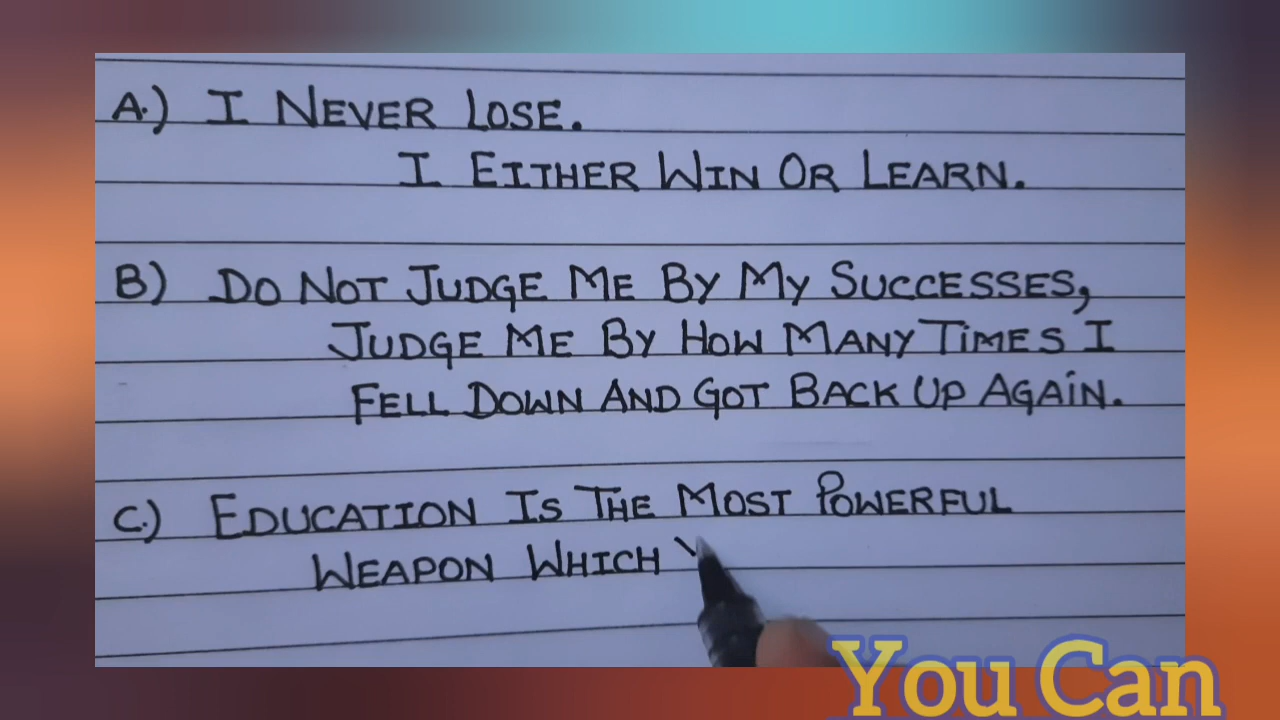 A.) I NEVER LOSE.
I EITHER WIN OR LEARN.
B) DO NOT JUDGE ME BY MY SUCCESSES,
JUDGE ME BY HOW MANY TIMES I
FELL DOWN AND GOT BACK UP AGAIN.
C.) EDUCATION IS THE MOST POWERFUL
WEAPON WHICH
You Can